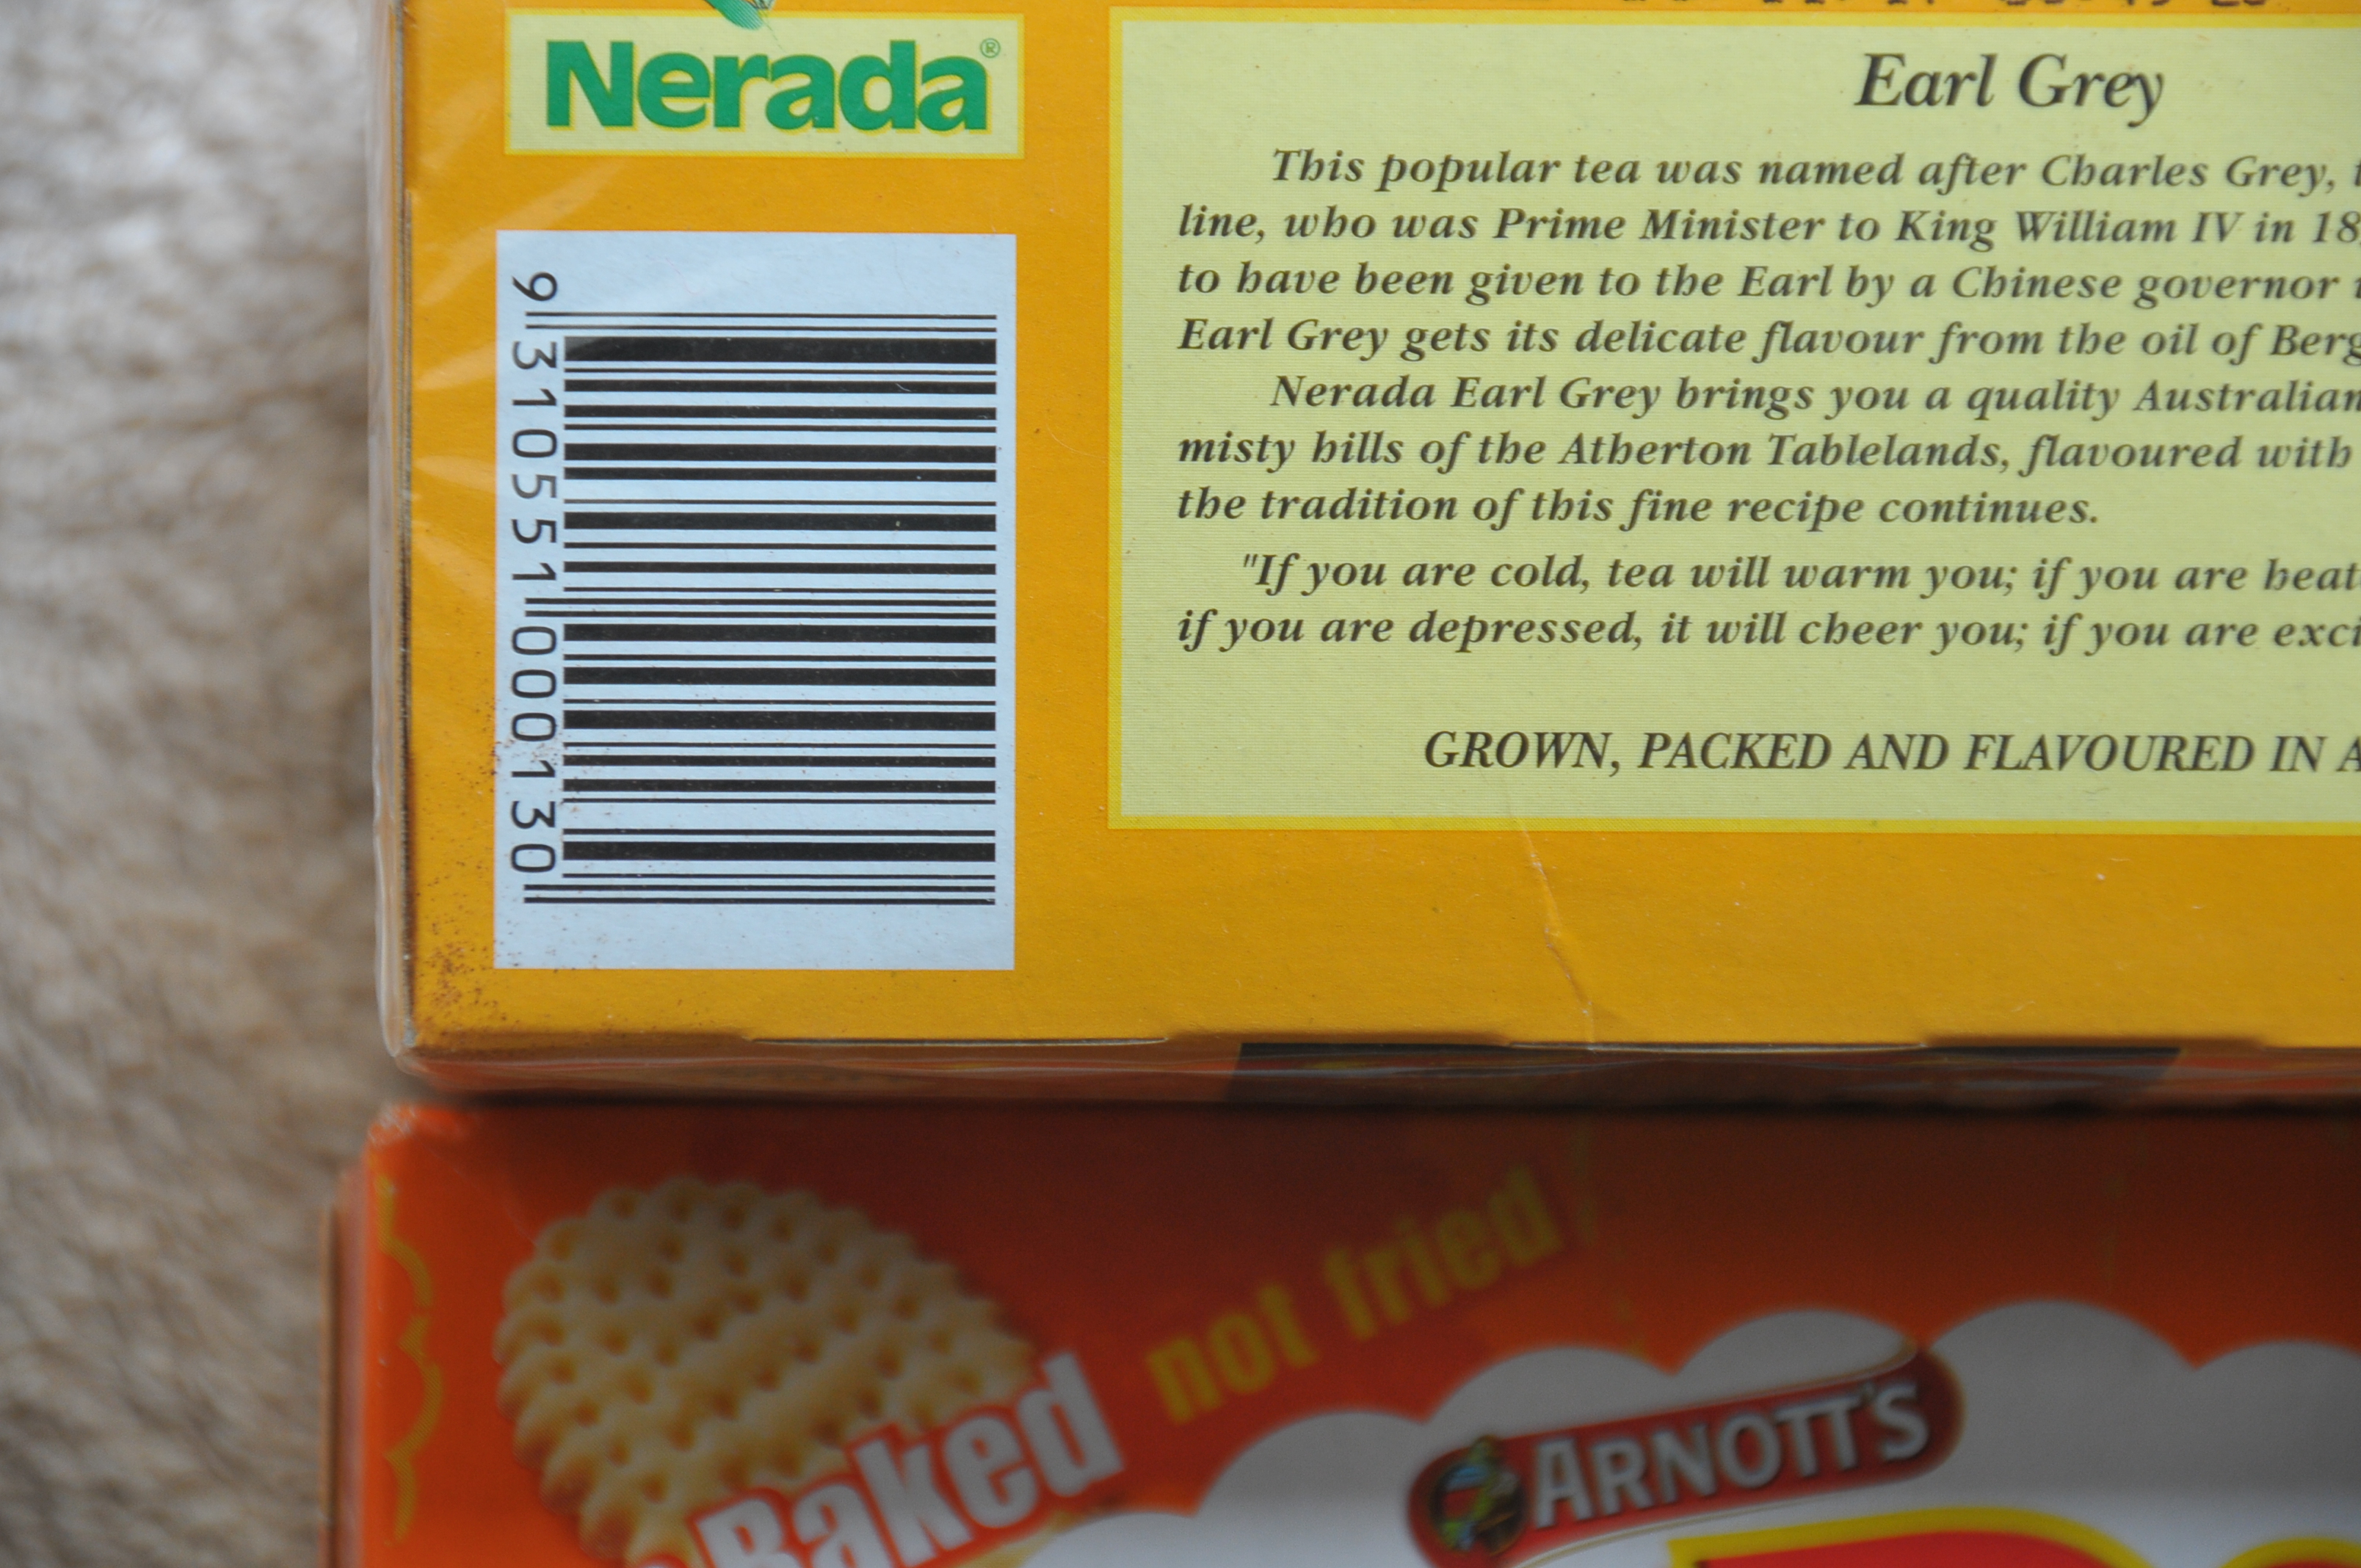 Nerada®
9 310551 000130
Earl Grey
This popular tea was named after Charles Grey,
line, who was Prime Minister to King William IV in 18
to have been given to the Earl by a Chinese governor
Earl Grey gets its delicate flavour from the oil of Berg
Nerada Earl Grey brings you a quality Australian
misty hills of the Atherton Tablelands, flavoured with
the tradition of this fine recipe continues.
"If you are cold, tea will warm you; if you are heat
if you are depressed, it will cheer you; if you are exci
GROWN, PACKED AND FLAVOURED IN A
Baked not fried
ARNOTT'S